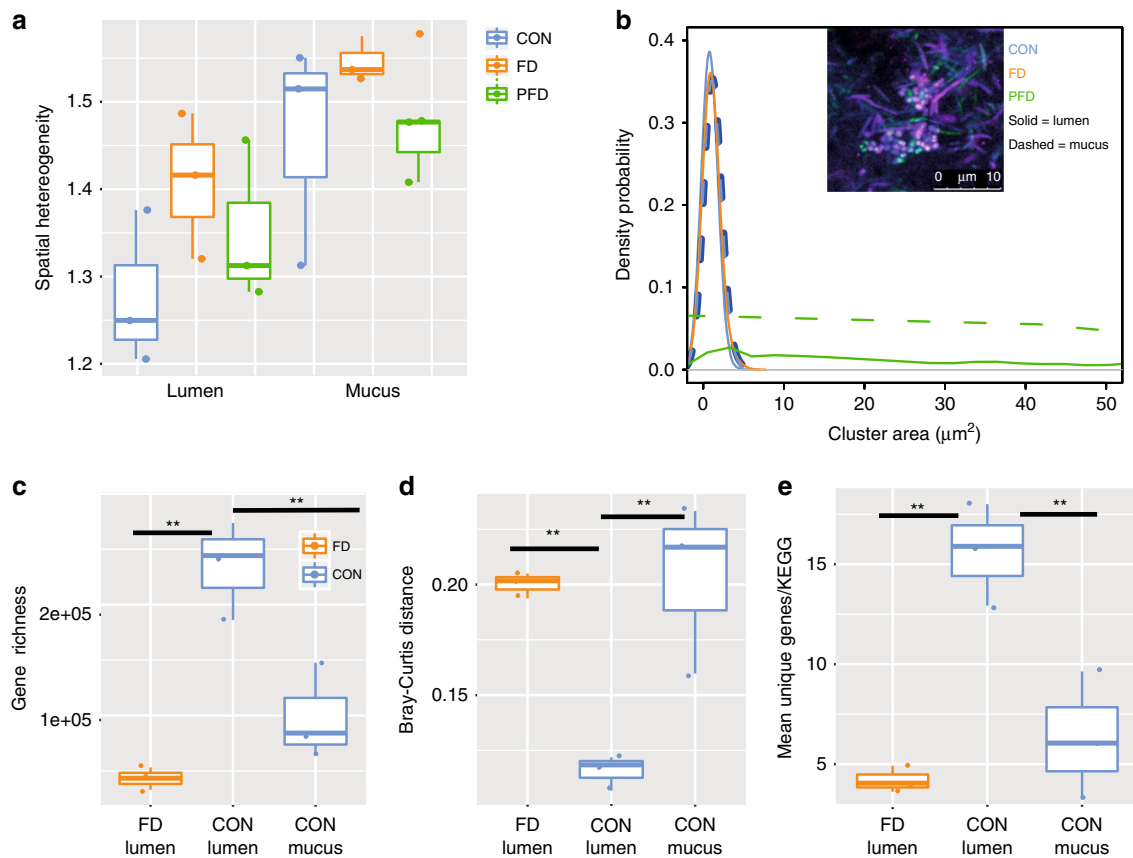 a
CON
FD
PFD
Spatial hetereogeneity
1.5
1.4
1.3
1.2
Lumen
Mucus
b
Density probability
0.4
0.3
0.2
0.1
0.0
0 μm 10
CON
FD
PFD
Solid = lumen
Dashed = mucus
0 10 20 30 40 50
Cluster area (μm²)
c
Gene richness
2e+05
1e+05
**
**
FD
CON
FD lumen
CON lumen
CON mucus
d
Bray-Curtis distance
0.20
0.15
**
**
FD lumen
CON lumen
CON mucus
e
Mean unique genes/KEGG
15
10
5
**
**
FD lumen
CON lumen
CON mucus